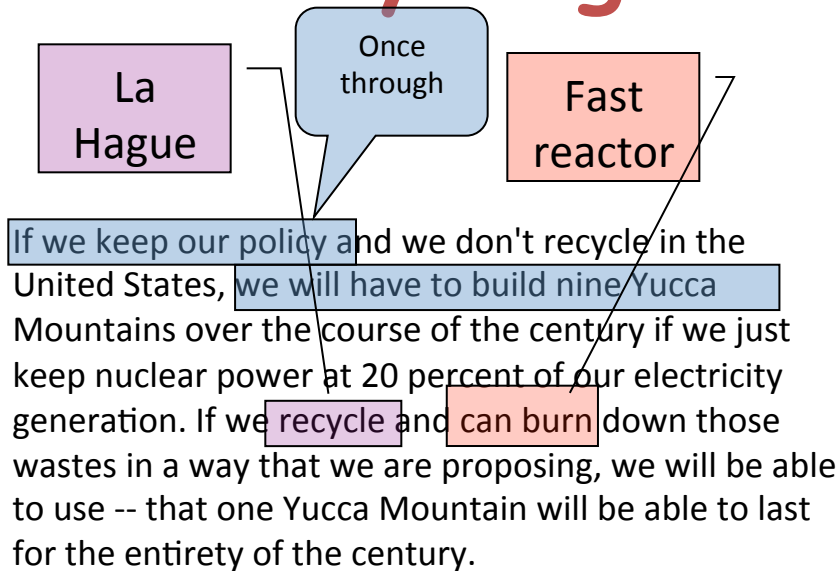 Once
through
La
Hague
Fast
reactor
If we keep our policy and we don't recycle in the
United States, we will have to build nine Yucca
Mountains over the course of the century if we just
keep nuclear power at 20 percent of our electricity
generation. If we recycle and can burn down those
wastes in a way that we are proposing, we will be able
to use -- that one Yucca Mountain will be able to last
for the entirety of the century.